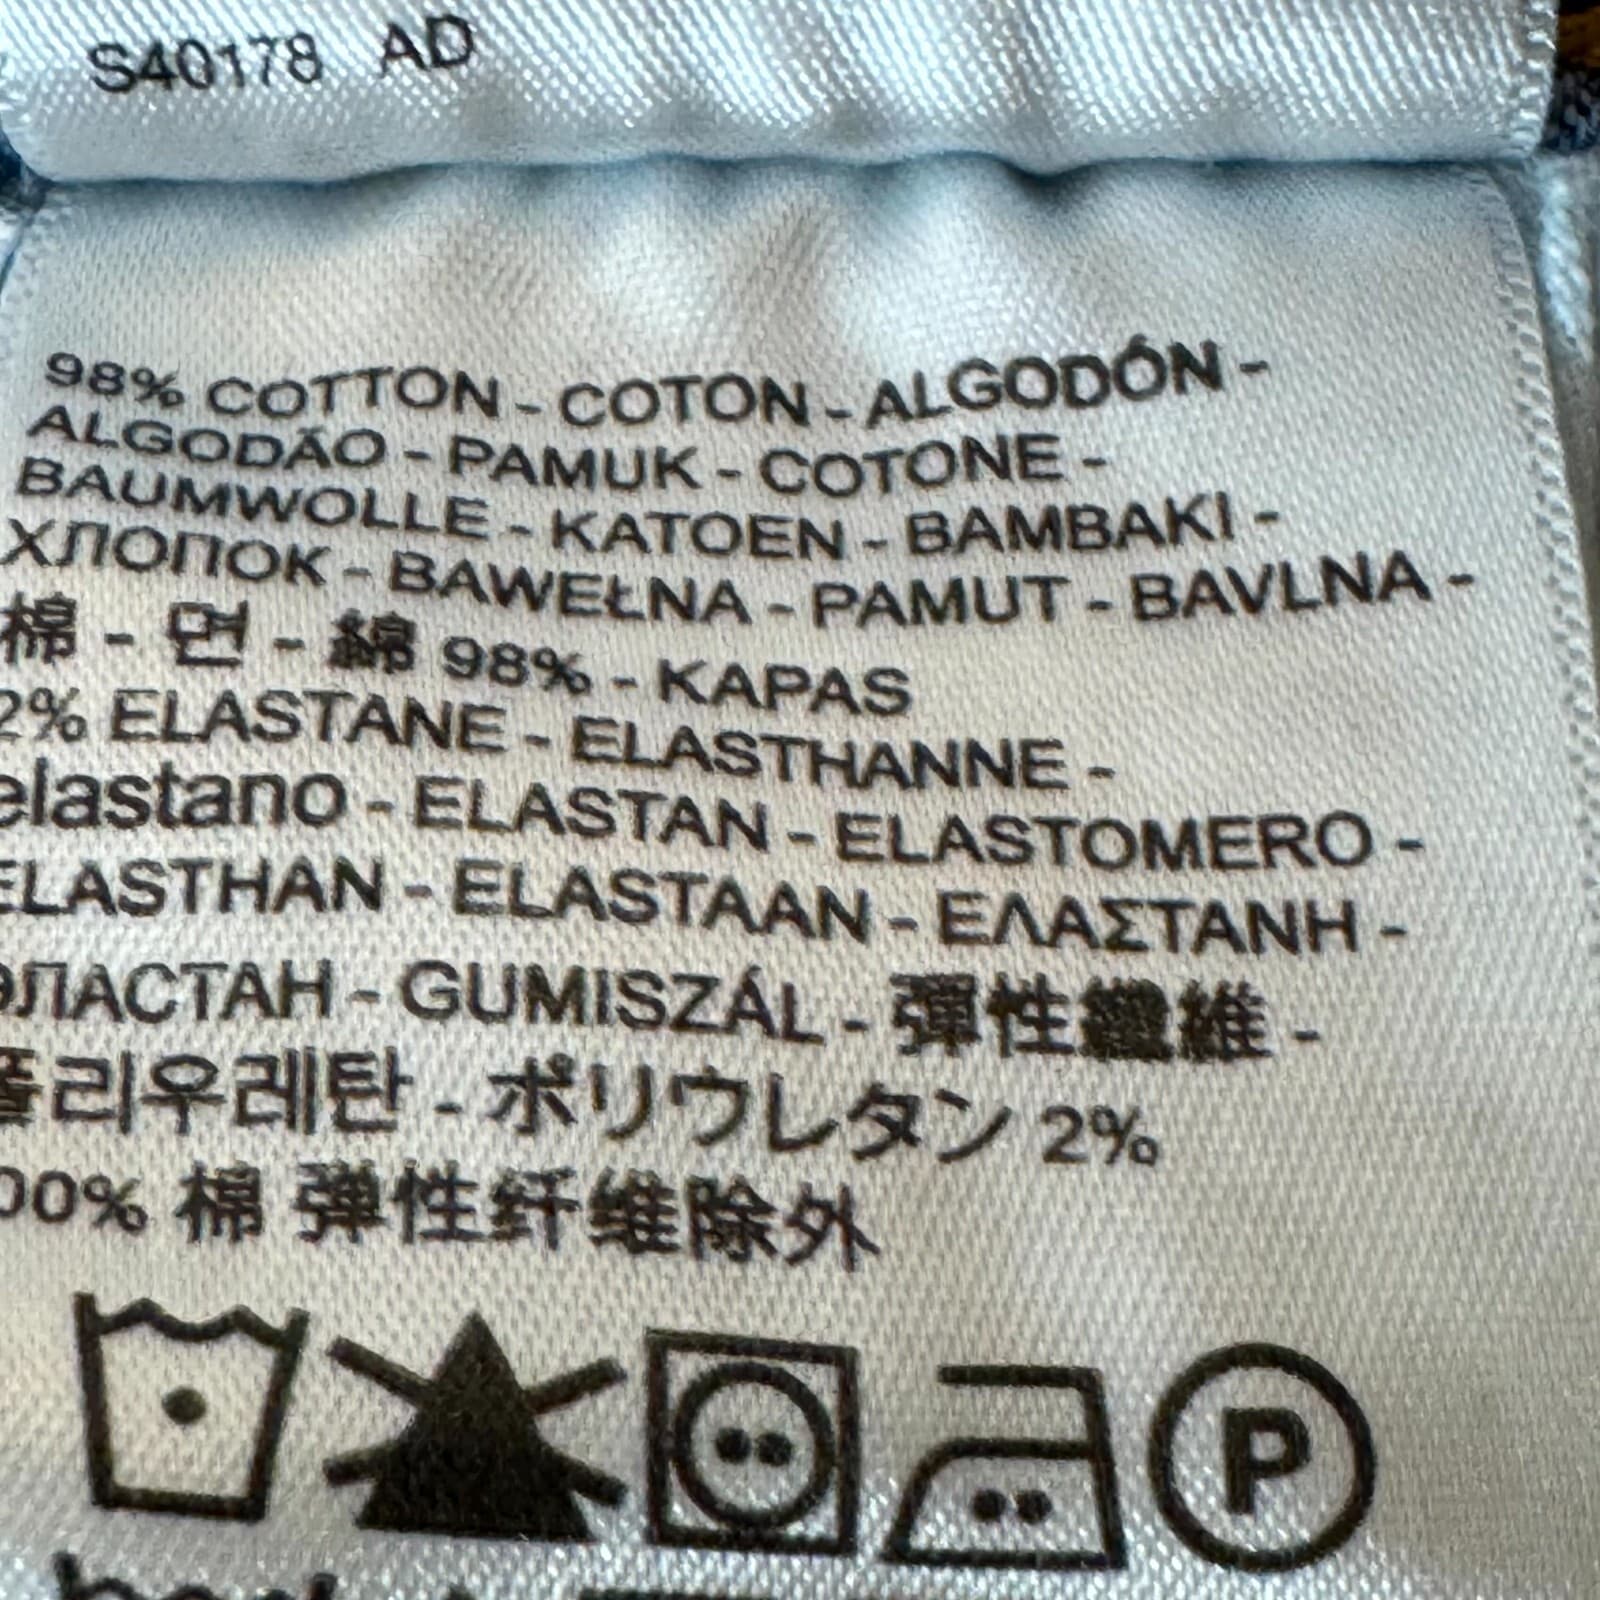 S40178 AD
98% COTTON - COTON - ALGODÓN -
ALGODÃO - PAMUK - COTONE -
BAUMWOLLE - KATOEN - BAMBAKI -
ХЛОПОК - BAWEŁNA - PAMUT - BAVLNA -
棉 - 면 - 綿 98% - KAPAS
2% ELASTANE - ELASTHANNE -
elastano - ELASTAN - ELASTOMERO -
ELASTHAN - ELASTAAN - ΕΛΑΣΤΑΝΗ -
ЭЛАСТАН - GUMISZÁL - 彈性纖維 -
폴리우레탄 - ポリウレタン 2%
00% 棉 弹性纤维除外
P